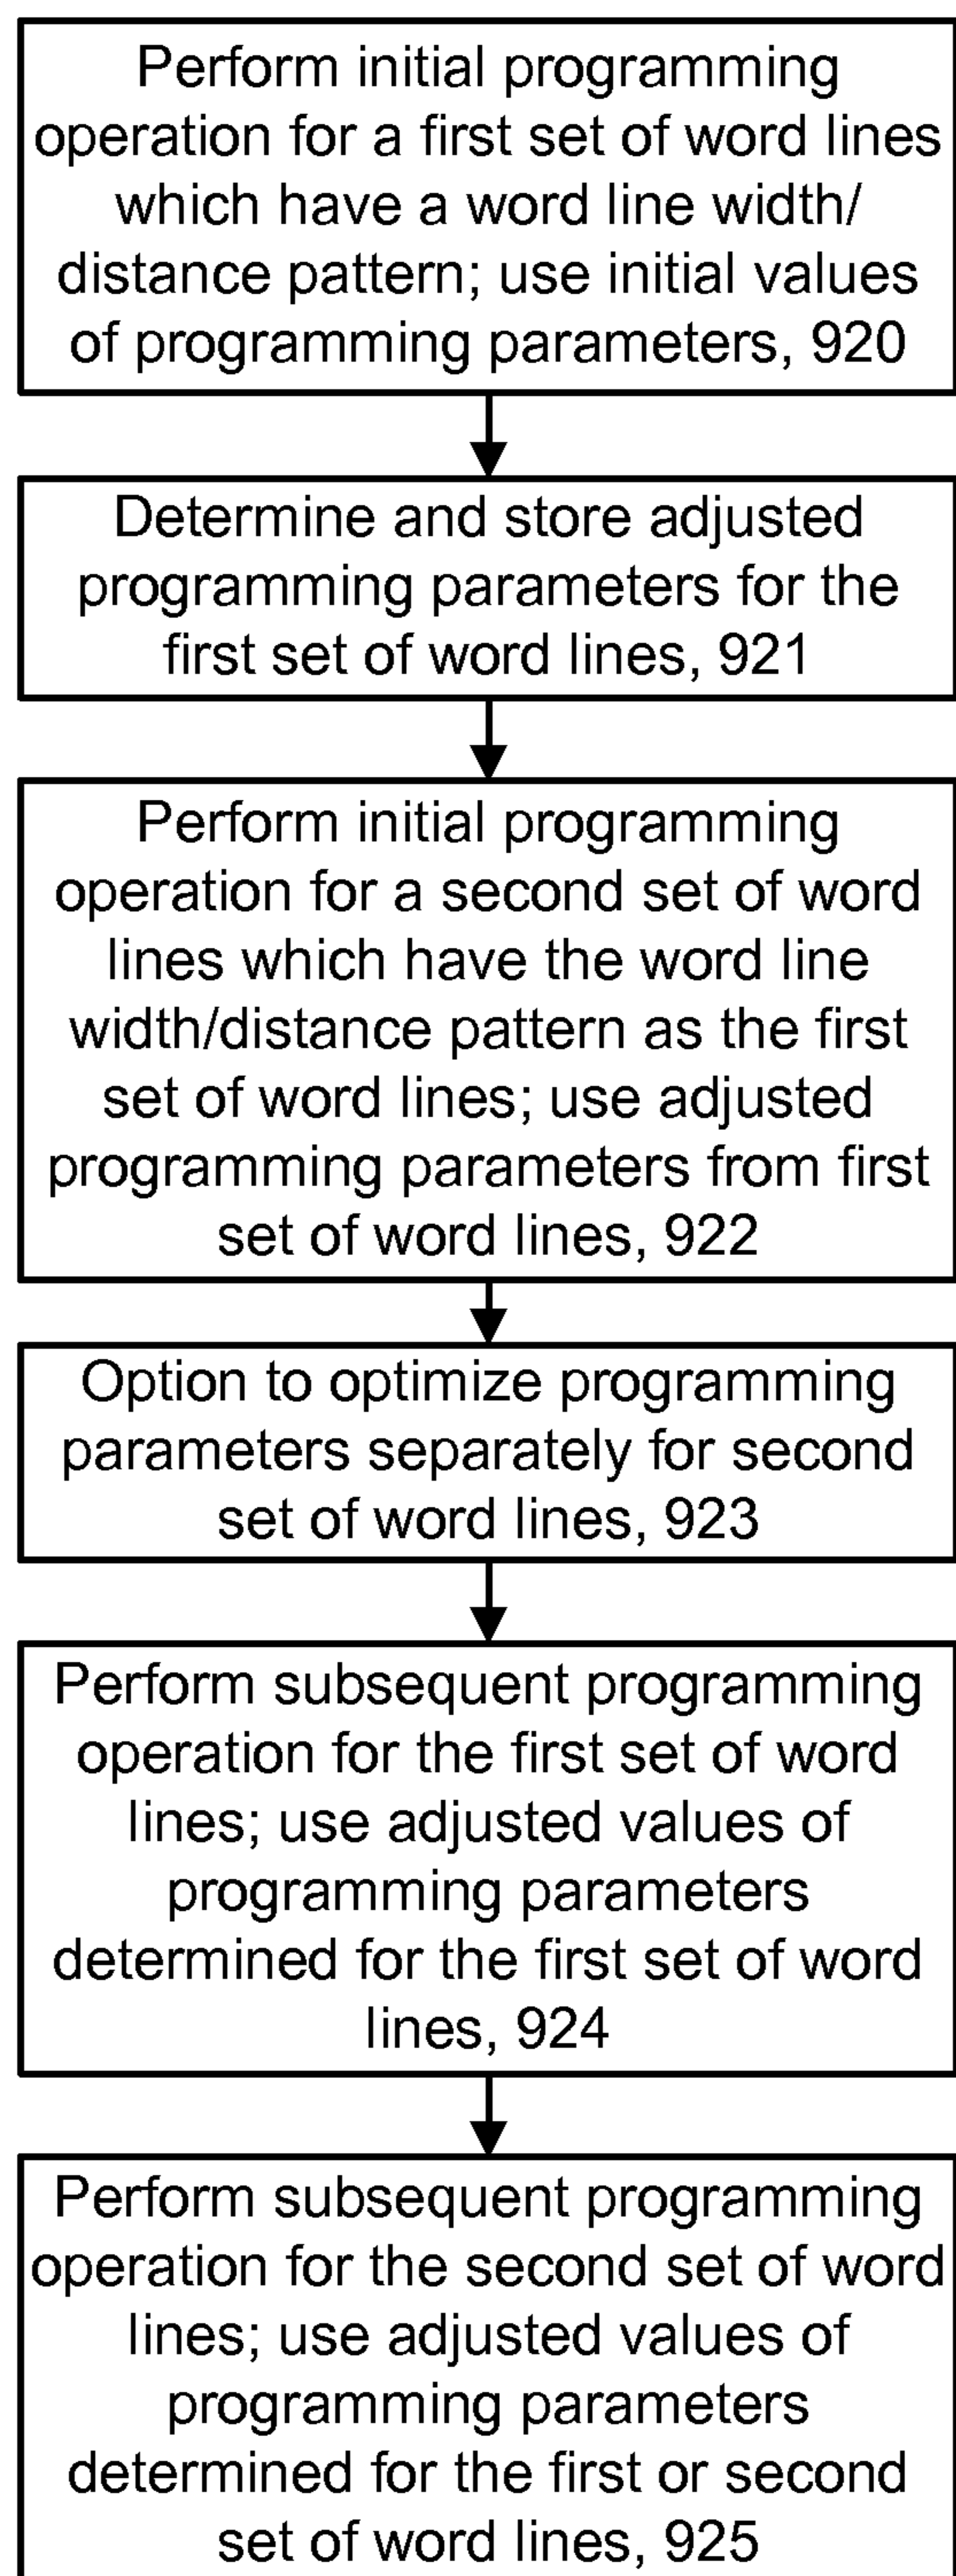 Perform initial programming
operation for a first set of word lines
which have a word line width/
distance pattern; use initial values
of programming parameters, 920
Determine and store adjusted
programming parameters for the
first set of word lines, 921
Perform initial programming
operation for a second set of word
lines which have the word line
width/distance pattern as the first
set of word lines; use adjusted
programming parameters from first
set of word lines, 922
Option to optimize programming
parameters separately for second
set of word lines, 923
Perform subsequent programming
operation for the first set of word
lines; use adjusted values of
programming parameters
determined for the first set of word
lines, 924
Perform subsequent programming
operation for the second set of word
lines; use adjusted values of
programming parameters
determined for the first or second
set of word lines, 925